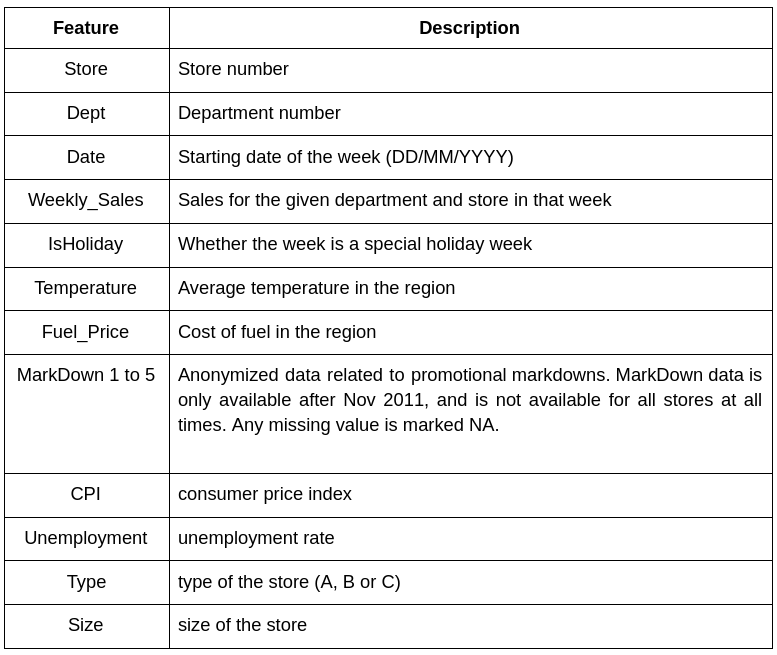 Feature Description
Store Store number
Dept Department number
Date Starting date of the week (DD/MM/YYYY)
Weekly_Sales Sales for the given department and store in that week
IsHoliday Whether the week is a special holiday week
Temperature Average temperature in the region
Fuel_Price Cost of fuel in the region
MarkDown 1 to 5 Anonymized data related to promotional markdowns. MarkDown data is
only available after Nov 2011, and is not available for all stores at all
times. Any missing value is marked NA.
CPI consumer price index
Unemployment unemployment rate
Type type of the store (A, B or C)
Size size of the store